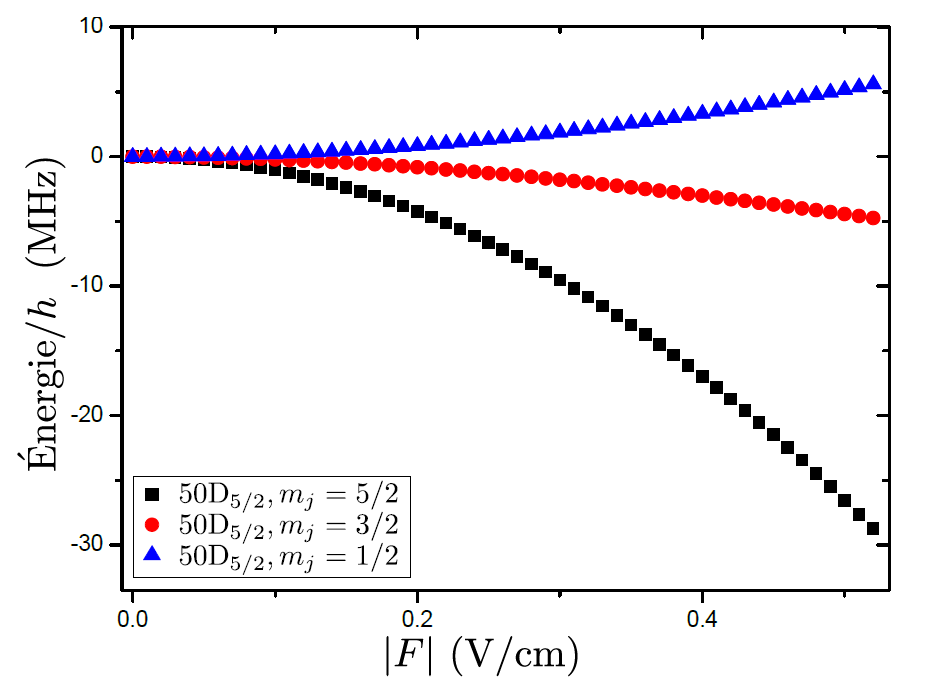 10
0
-10
-20
-30
Énergie/h (MHz)
50D5/2, mj = 5/2
50D5/2, mj = 3/2
50D5/2, mj = 1/2
0.0 0.2 0.4
|F| (V/cm)